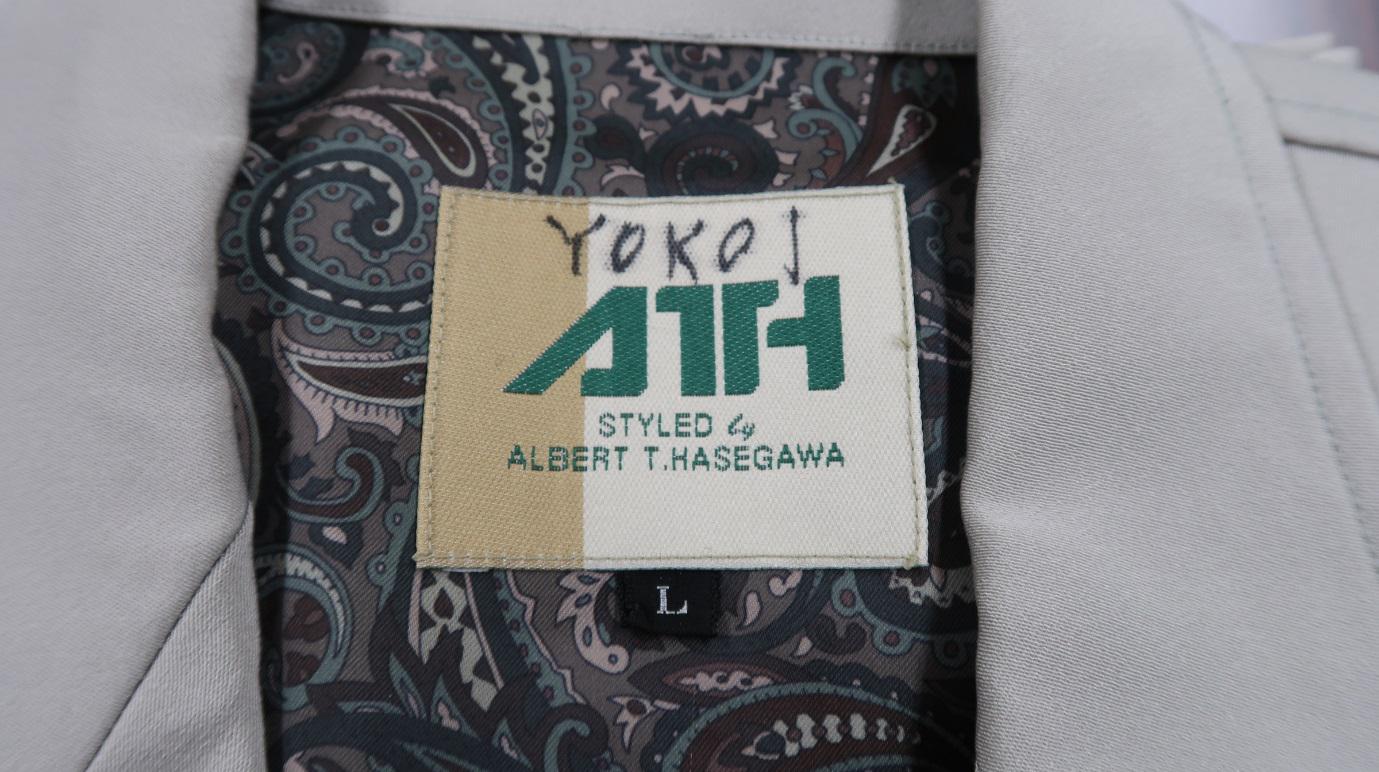 YOKOI
ATH
STYLED by
ALBERT T.HASEGAWA
L